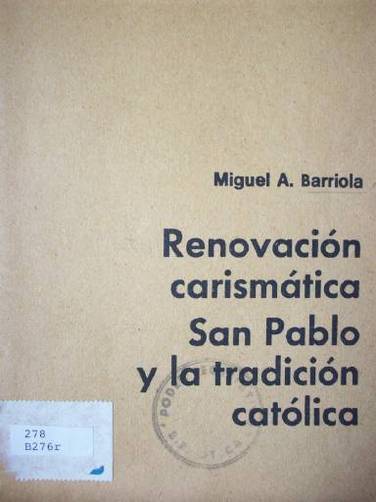 Miguel A. Barriola
Renovación
carismática
San Pablo
y la tradición
católica
278
B276r